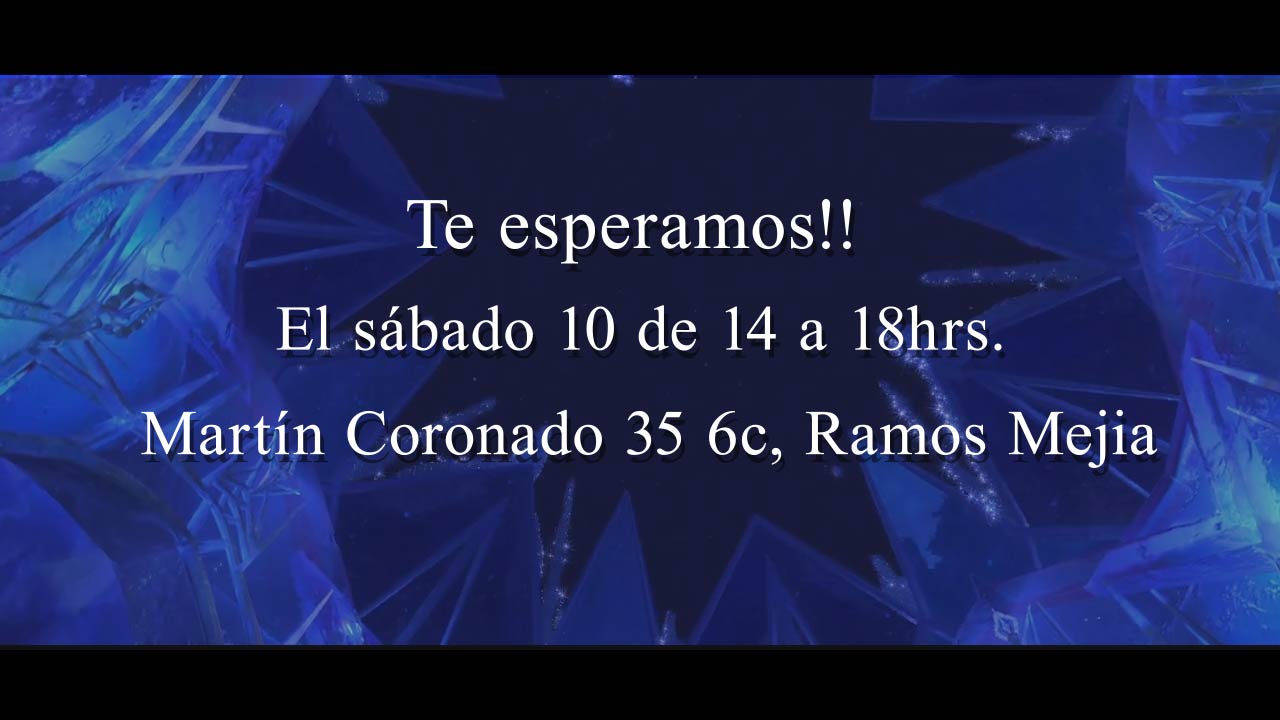 Te esperamos!!
El sábado 10 de 14 a 18hrs.
Martín Coronado 35 6c, Ramos Mejia